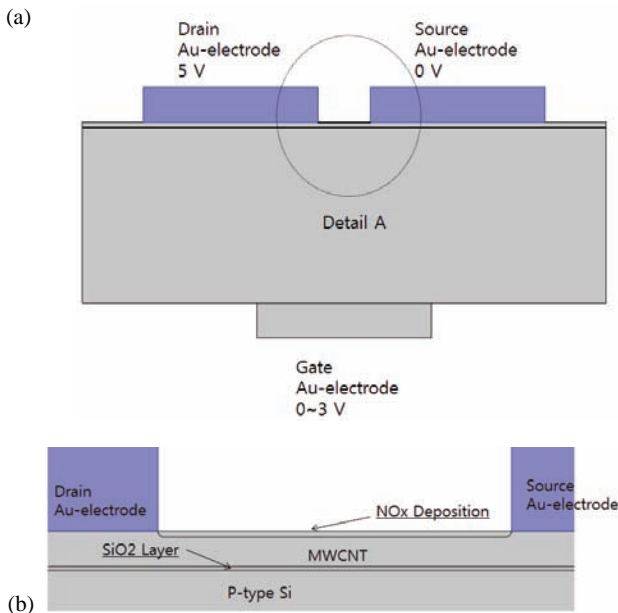 (a)
Drain
Au-electrode
5 V
Source
Au-electrode
0 V
Detail A
Gate
Au-electrode
0~3 V
Drain
Au-electrode
NOx Deposition
Source
Au-electrode
SiO2 Layer
MWCNT
P-type Si
(b)